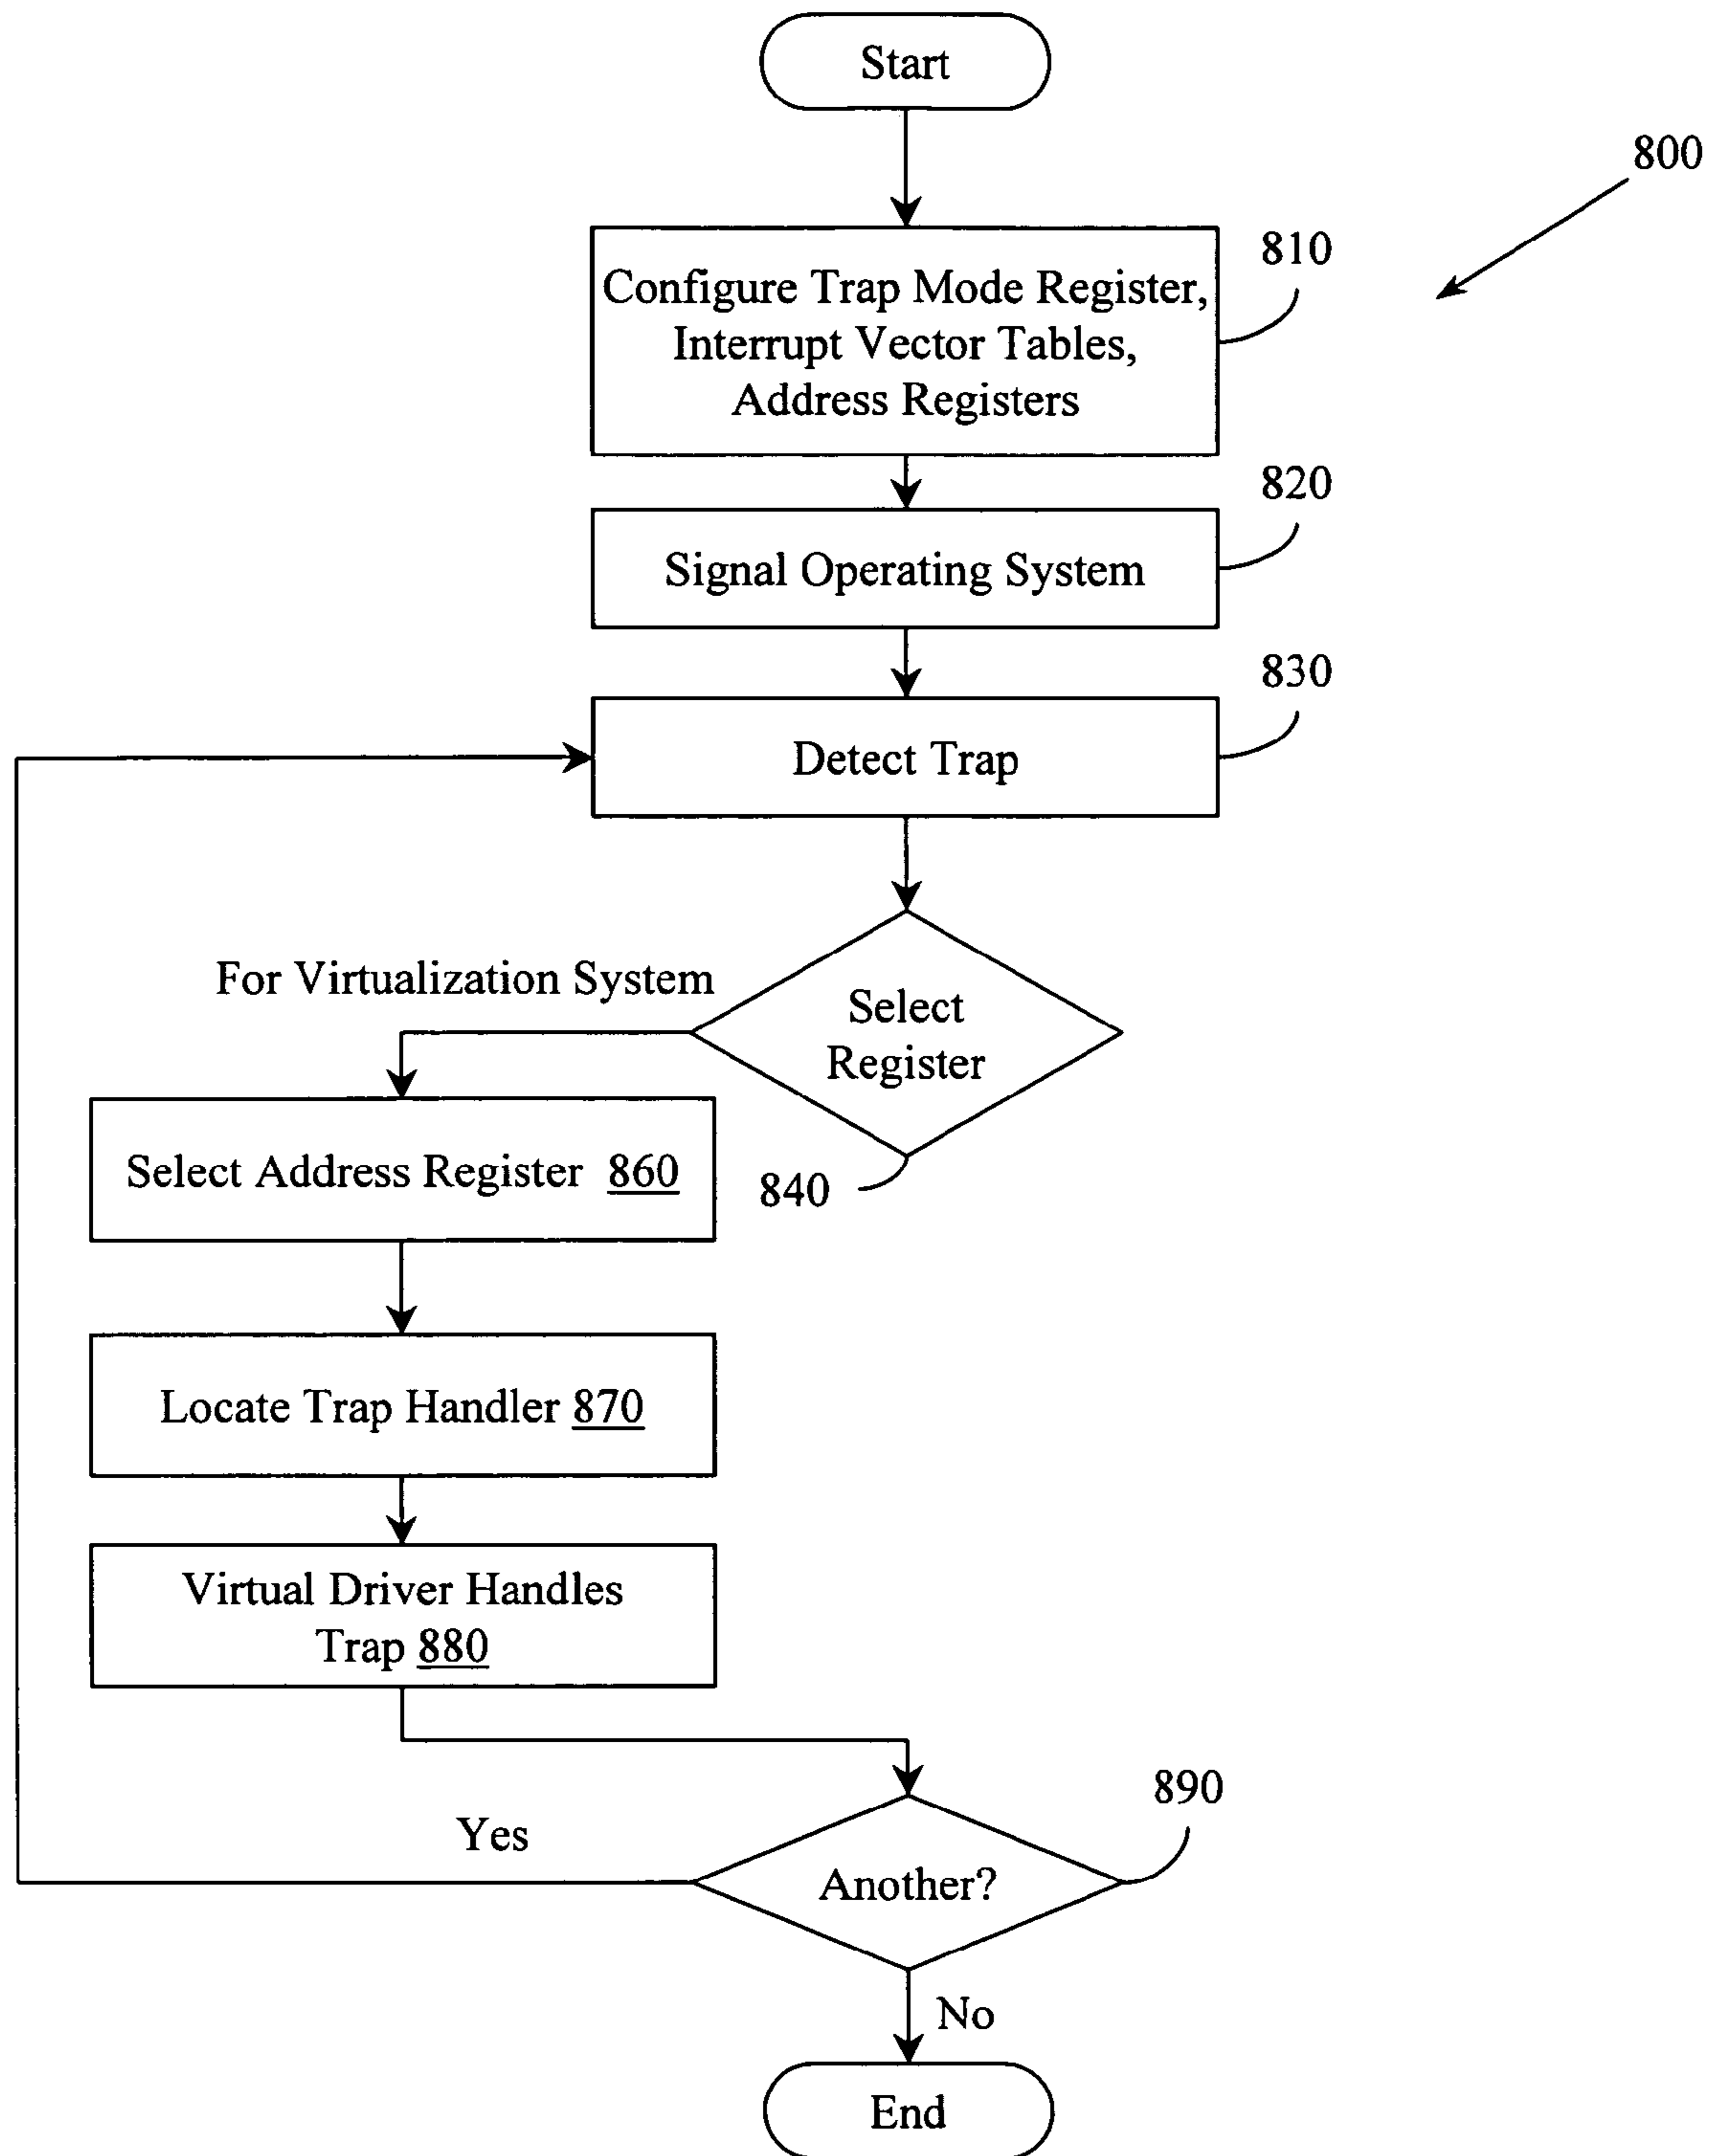 Start
800
810
Configure Trap Mode Register,
Interrupt Vector Tables,
Address Registers
820
Signal Operating System
830
Detect Trap
For Virtualization System
Select
Register
840
Select Address Register 860
Locate Trap Handler 870
Virtual Driver Handles
Trap 880
890
Yes
Another?
No
End